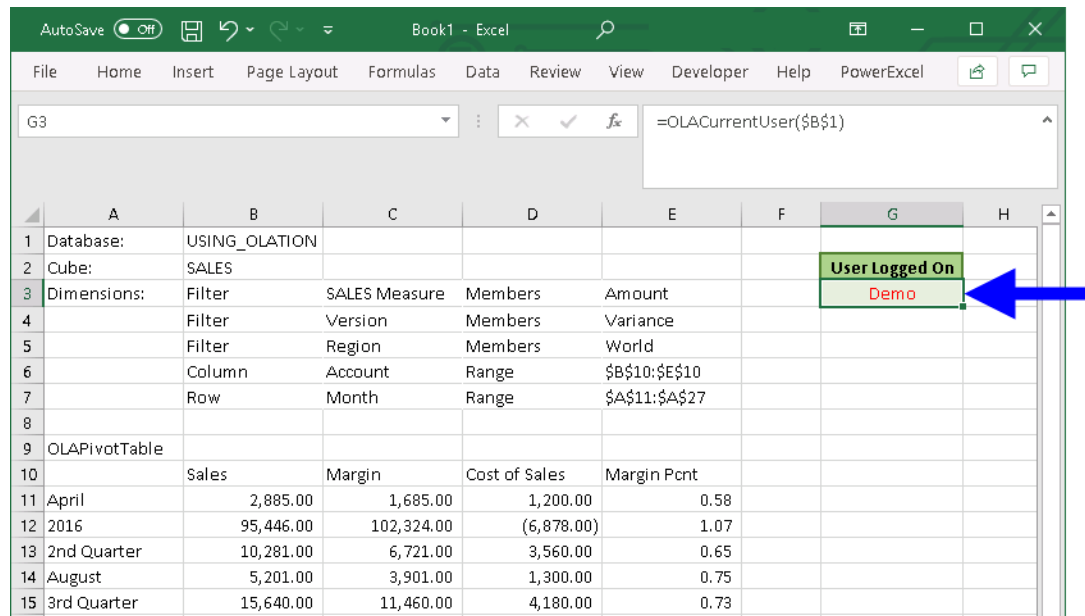 AutoSave Off Book1 - Excel
File Home Insert Page Layout Formulas Data Review View Developer Help PowerExcel
G3 fx =OLACurrentUser($B$1)
A B C D E F G H
1 Database: USING_OLATION
2 Cube: SALES User Logged On
3 Dimensions: Filter SALES Measure Members Amount Demo
4 Filter Version Members Variance
5 Filter Region Members World
6 Column Account Range $B$10:$E$10
7 Row Month Range $A$11:$A$27
8
9 OLAPivotTable
10 Sales Margin Cost of Sales Margin Pcnt
11 April 2,885.00 1,685.00 1,200.00 0.58
12 2016 95,446.00 102,324.00 (6,878.00) 1.07
13 2nd Quarter 10,281.00 6,721.00 3,560.00 0.65
14 August 5,201.00 3,901.00 1,300.00 0.75
15 3rd Quarter 15,640.00 11,460.00 4,180.00 0.73